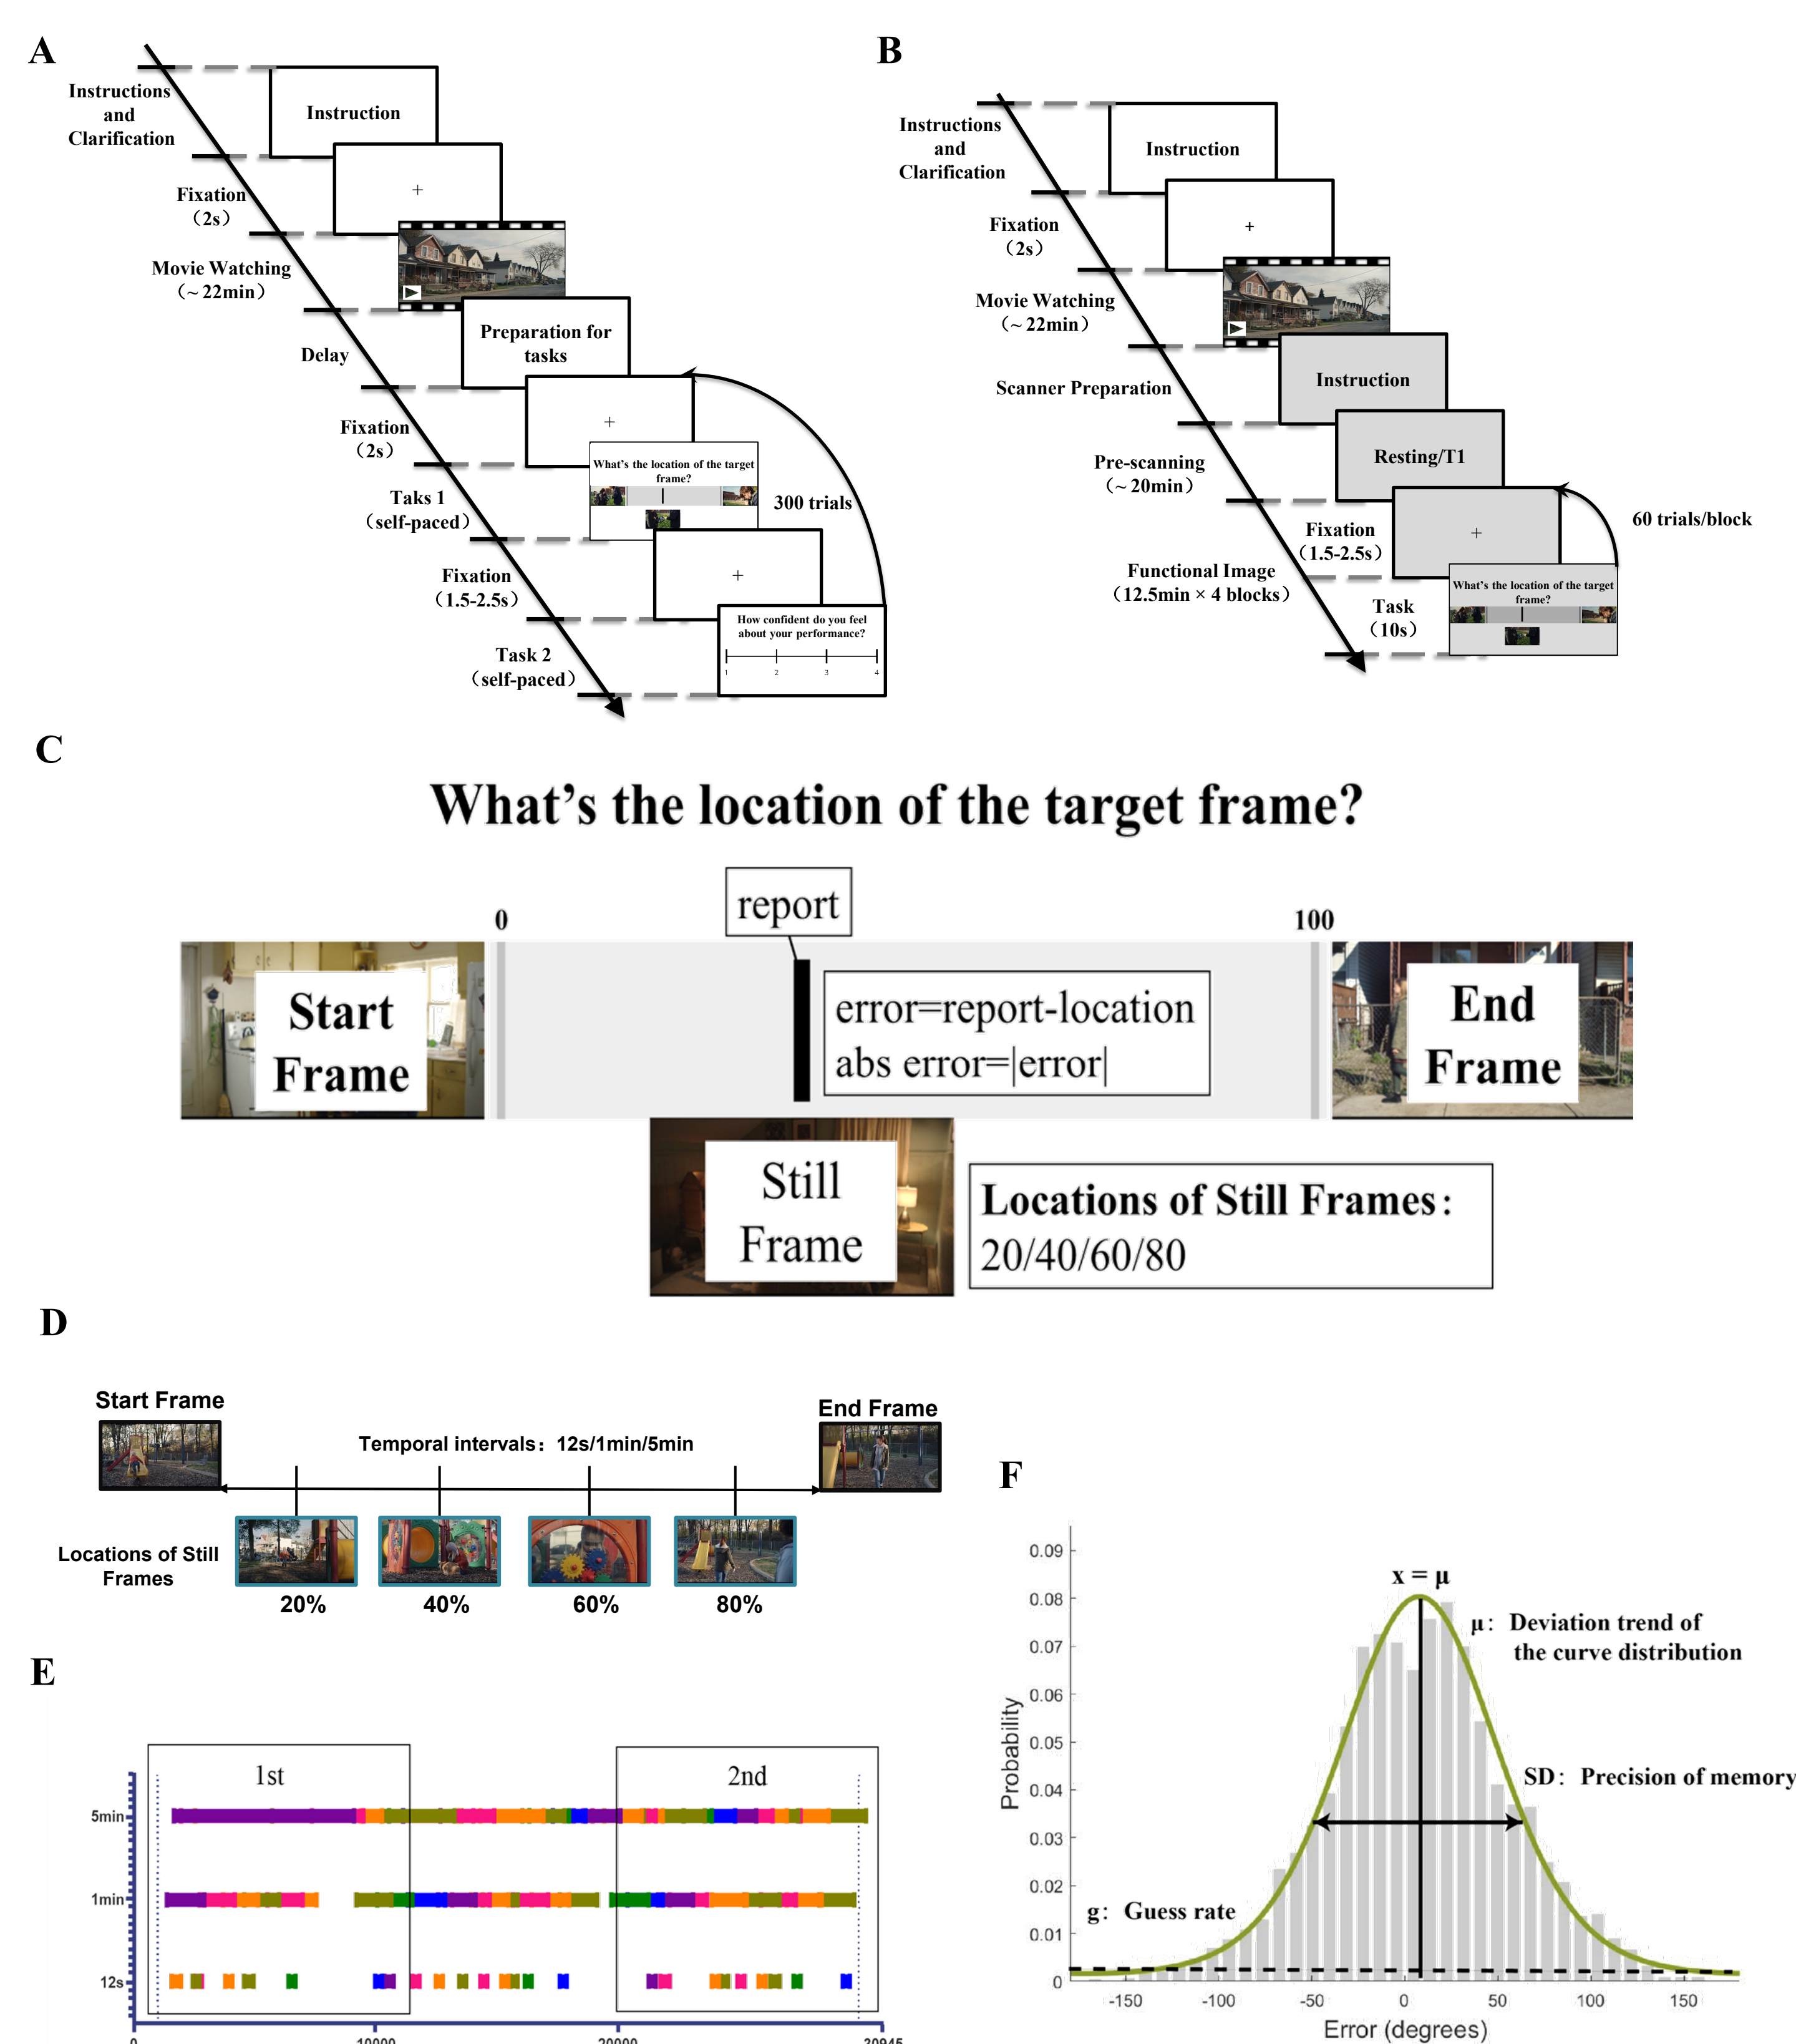 A
Instructions
and
Clarification
Instruction
Fixation
（2s）
+
Movie Watching
（~ 22min）
Delay
Preparation for
tasks
Fixation
（2s）
+
Taks 1
（self-paced）
What's the location of the target
frame?
300 trials
Fixation
（1.5-2.5s）
+
Task 2
（self-paced）
How confident do you feel
about your performance?
1 2 3 4
B
Instructions
and
Clarification
Instruction
Fixation
（2s）
+
Movie Watching
（~ 22min）
Scanner Preparation
Instruction
Pre-scanning
（~ 20min）
Resting/T1
Fixation
（1.5-2.5s）
+
60 trials/block
Functional Image
（12.5min × 4 blocks）
Task
（10s）
What's the location of the target
frame?
C
What's the location of the target frame?
report
0 100
Start
Frame
error=report-location
abs error=|error|
End
Frame
Still
Frame
Locations of Still Frames：
20/40/60/80
D
Start Frame
End Frame
Temporal intervals：12s/1min/5min
Locations of Still
Frames
20% 40% 60% 80%
E
1st 2nd
5min
1min
12s
0 10000 20000 30945
F
x = μ
μ： Deviation trend of
the curve distribution
SD： Precision of memory
g： Guess rate
Probability
0.09
0.08
0.07
0.06
0.05
0.04
0.03
0.02
0.01
0
-150 -100 -50 0 50 100 150
Error (degrees)